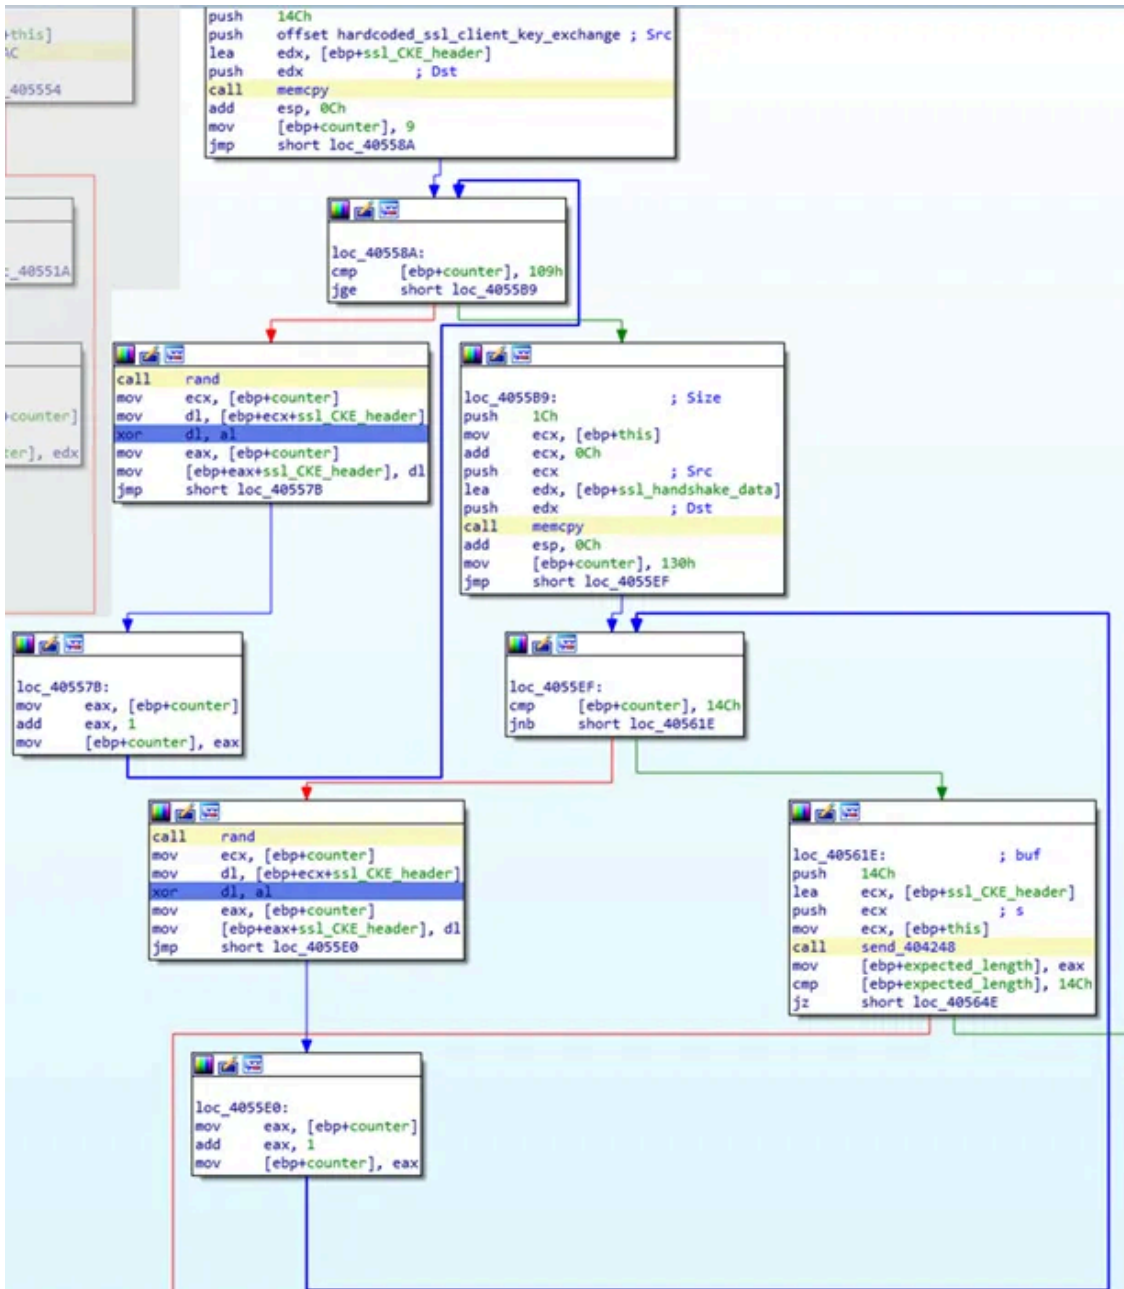 push 14Ch
push offset hardcoded_ssl_client_key_exchange ; Src
lea edx, [ebp+ssl_CKE_header]
push edx ; Dst
call memcpy
add esp, 0Ch
mov [ebp+counter], 9
jmp short loc_40558A
+this]
AC
_405554
loc_40558A:
cmp [ebp+counter], 109h
jge short loc_4055B9
_40551A
call rand
mov ecx, [ebp+counter]
mov dl, [ebp+ecx+ssl_CKE_header]
xor dl, al
mov eax, [ebp+counter]
mov [ebp+eax+ssl_CKE_header], dl
jmp short loc_40557B
loc_4055B9: ; Size
push 1Ch
mov ecx, [ebp+this]
add ecx, 0Ch
push ecx ; Src
lea edx, [ebp+ssl_handshake_data]
push edx ; Dst
call memcpy
add esp, 0Ch
mov [ebp+counter], 130h
jmp short loc_4055EF
+counter]
ter], edx
loc_40557B:
mov eax, [ebp+counter]
add eax, 1
mov [ebp+counter], eax
loc_4055EF:
cmp [ebp+counter], 14Ch
jnb short loc_40561E
call rand
mov ecx, [ebp+counter]
mov dl, [ebp+ecx+ssl_CKE_header]
xor dl, al
mov eax, [ebp+counter]
mov [ebp+eax+ssl_CKE_header], dl
jmp short loc_4055E0
loc_40561E: ; buf
push 14Ch
lea ecx, [ebp+ssl_CKE_header]
push ecx ; s
mov ecx, [ebp+this]
call send_404248
mov [ebp+expected_length], eax
cmp [ebp+expected_length], 14Ch
jz short loc_40564E
loc_4055E0:
mov eax, [ebp+counter]
add eax, 1
mov [ebp+counter], eax